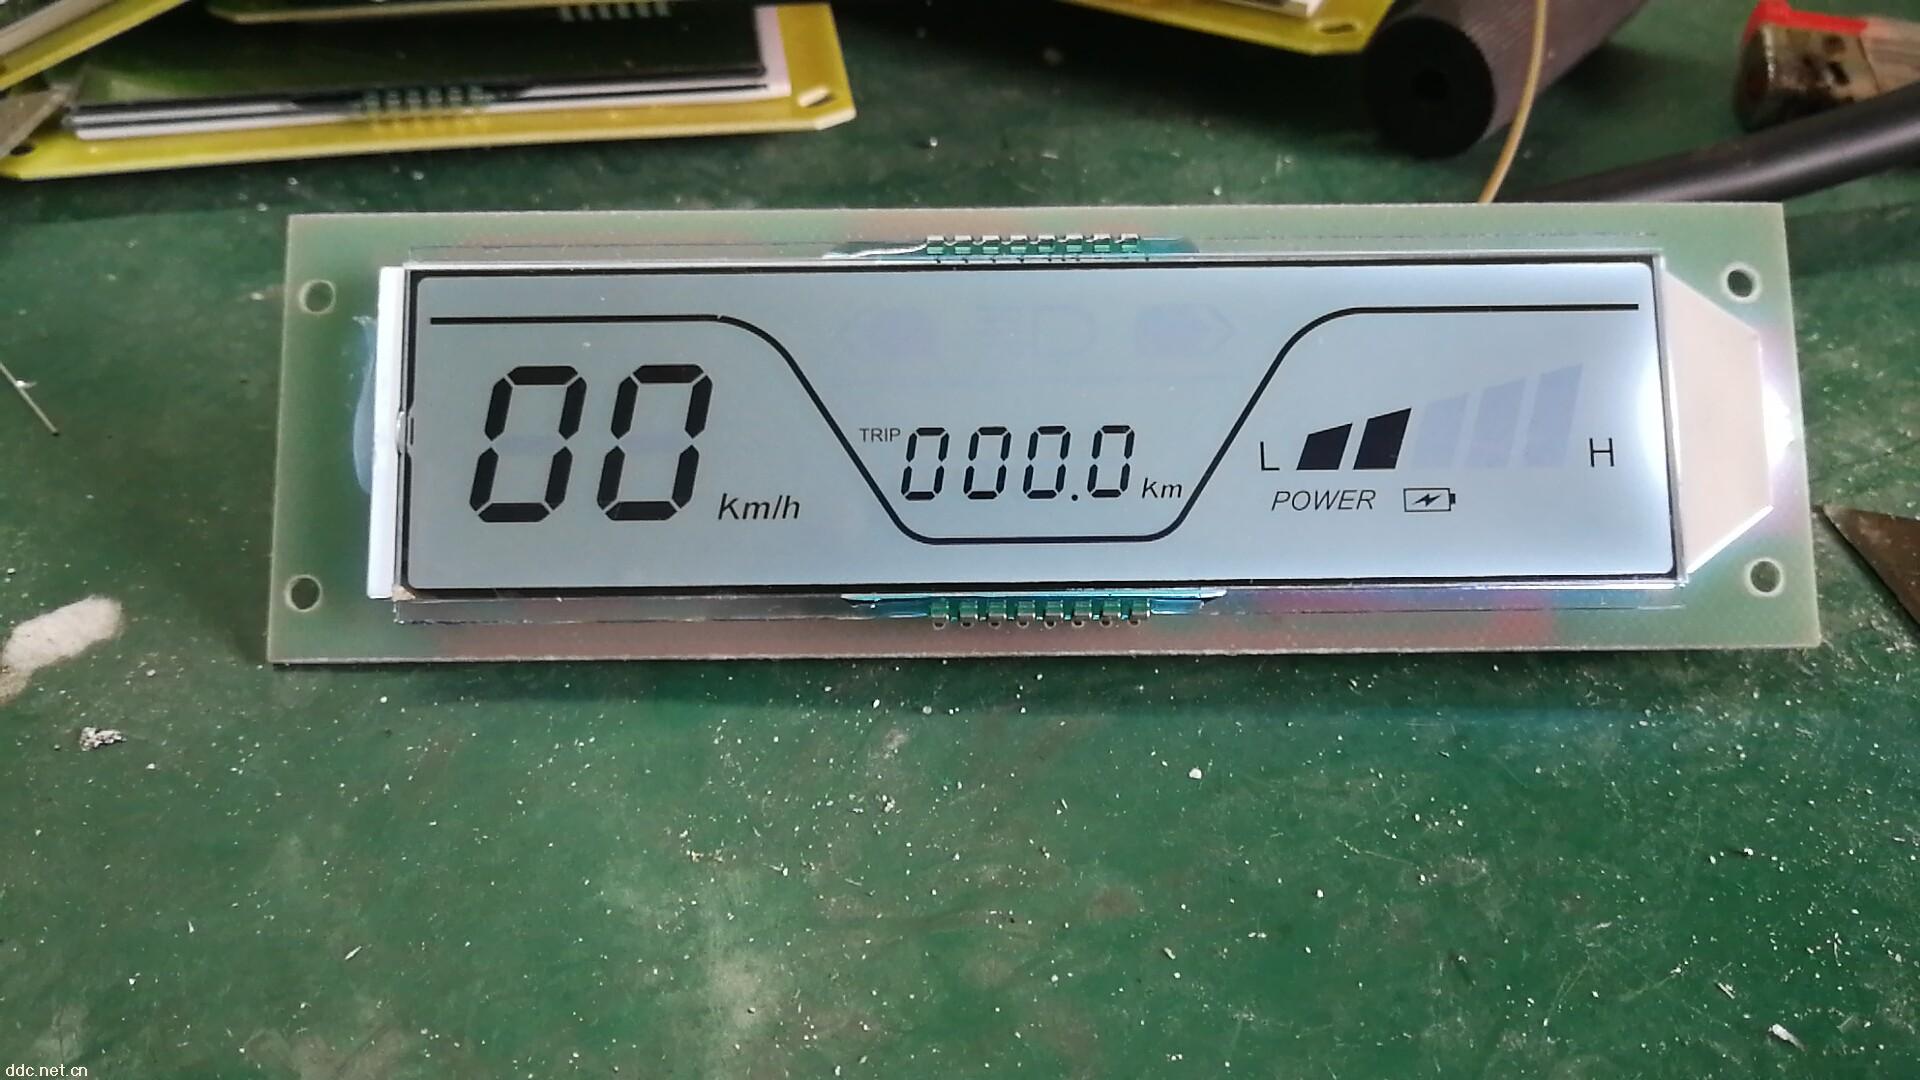 00 Km/h
TRIP 000.0 Km
L H
POWER
ddc.net.cn